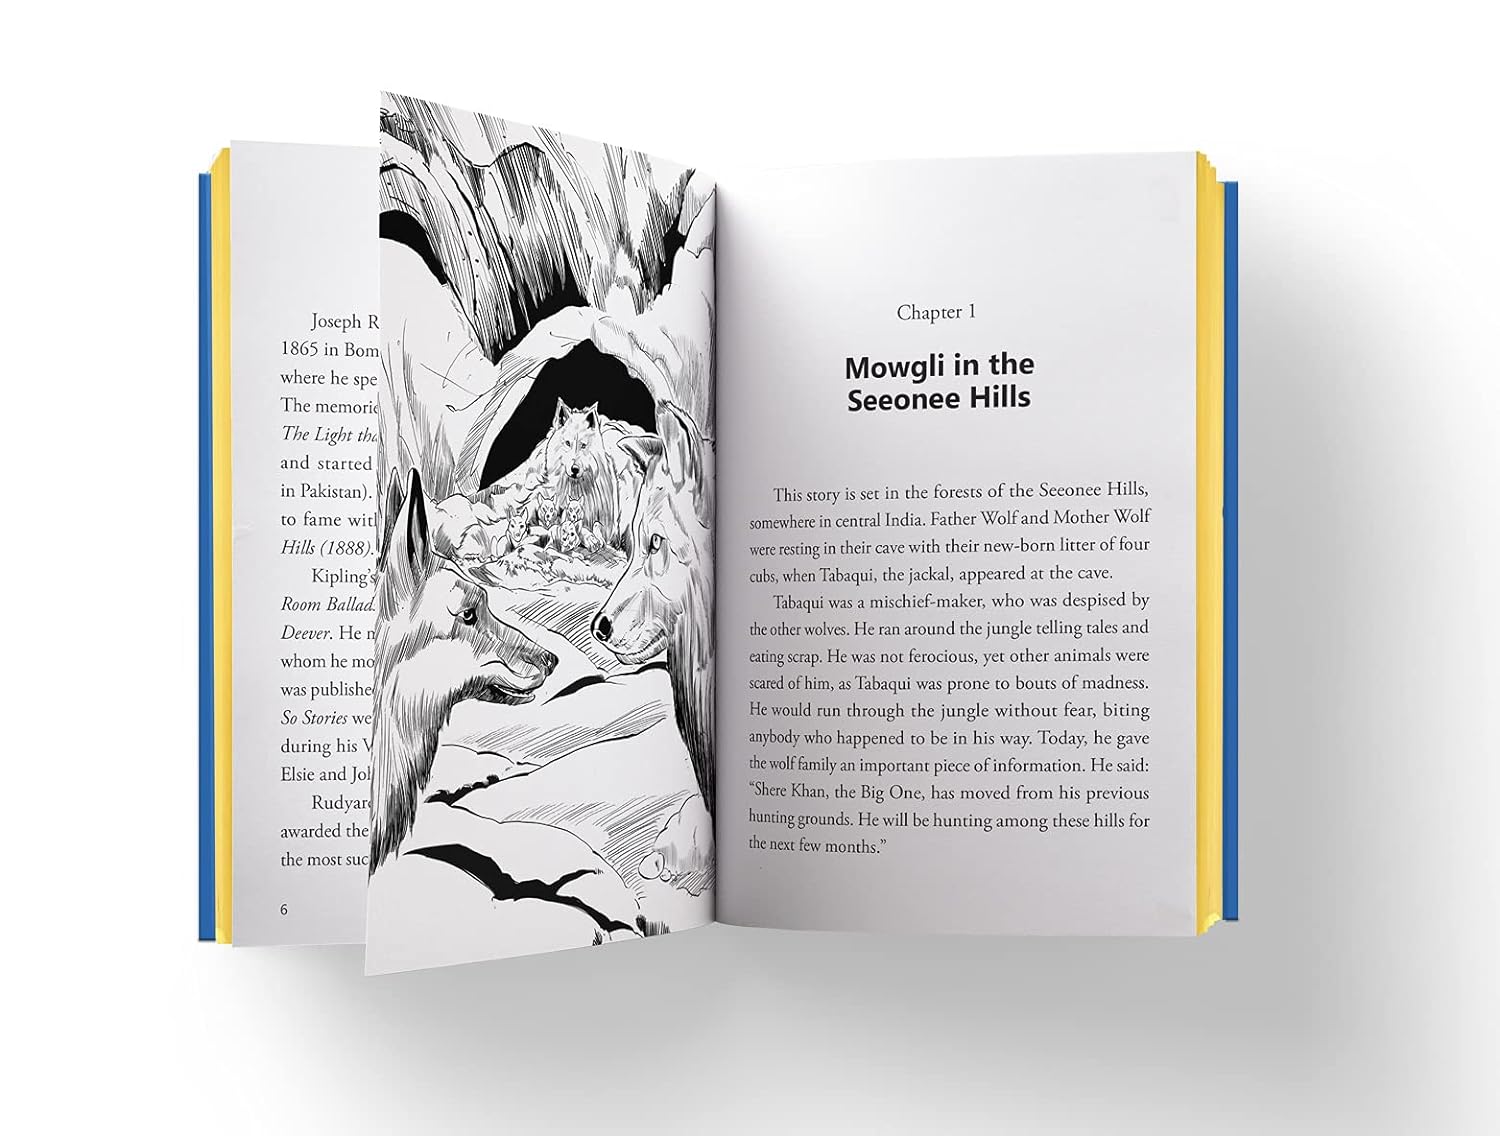 Joseph R
1865 in Bom
where he spe
The memorie
The Light tha
and started
in Pakistan).
to fame with
Hills (1888).
Kipling's
Room Ballad
Deever. He m
whom he mo
was publishe
So Stories we
during his V
Elsie and Joh
Rudyard
awarded the
the most suc
6
Chapter 1
Mowgli in the
Seeonee Hills
This story is set in the forests of the Seeonee Hills,
somewhere in central India. Father Wolf and Mother Wolf
were resting in their cave with their new-born litter of four
cubs, when Tabaqui, the jackal, appeared at the cave.
Tabaqui was a mischief-maker, who was despised by
the other wolves. He ran around the jungle telling tales and
eating scrap. He was not ferocious, yet other animals were
scared of him, as Tabaqui was prone to bouts of madness.
He would run through the jungle without fear, biting
anybody who happened to be in his way. Today, he gave
the wolf family an important piece of information. He said:
“Shere Khan, the Big One, has moved from his previous
hunting grounds. He will be hunting among these hills for
the next few months.”